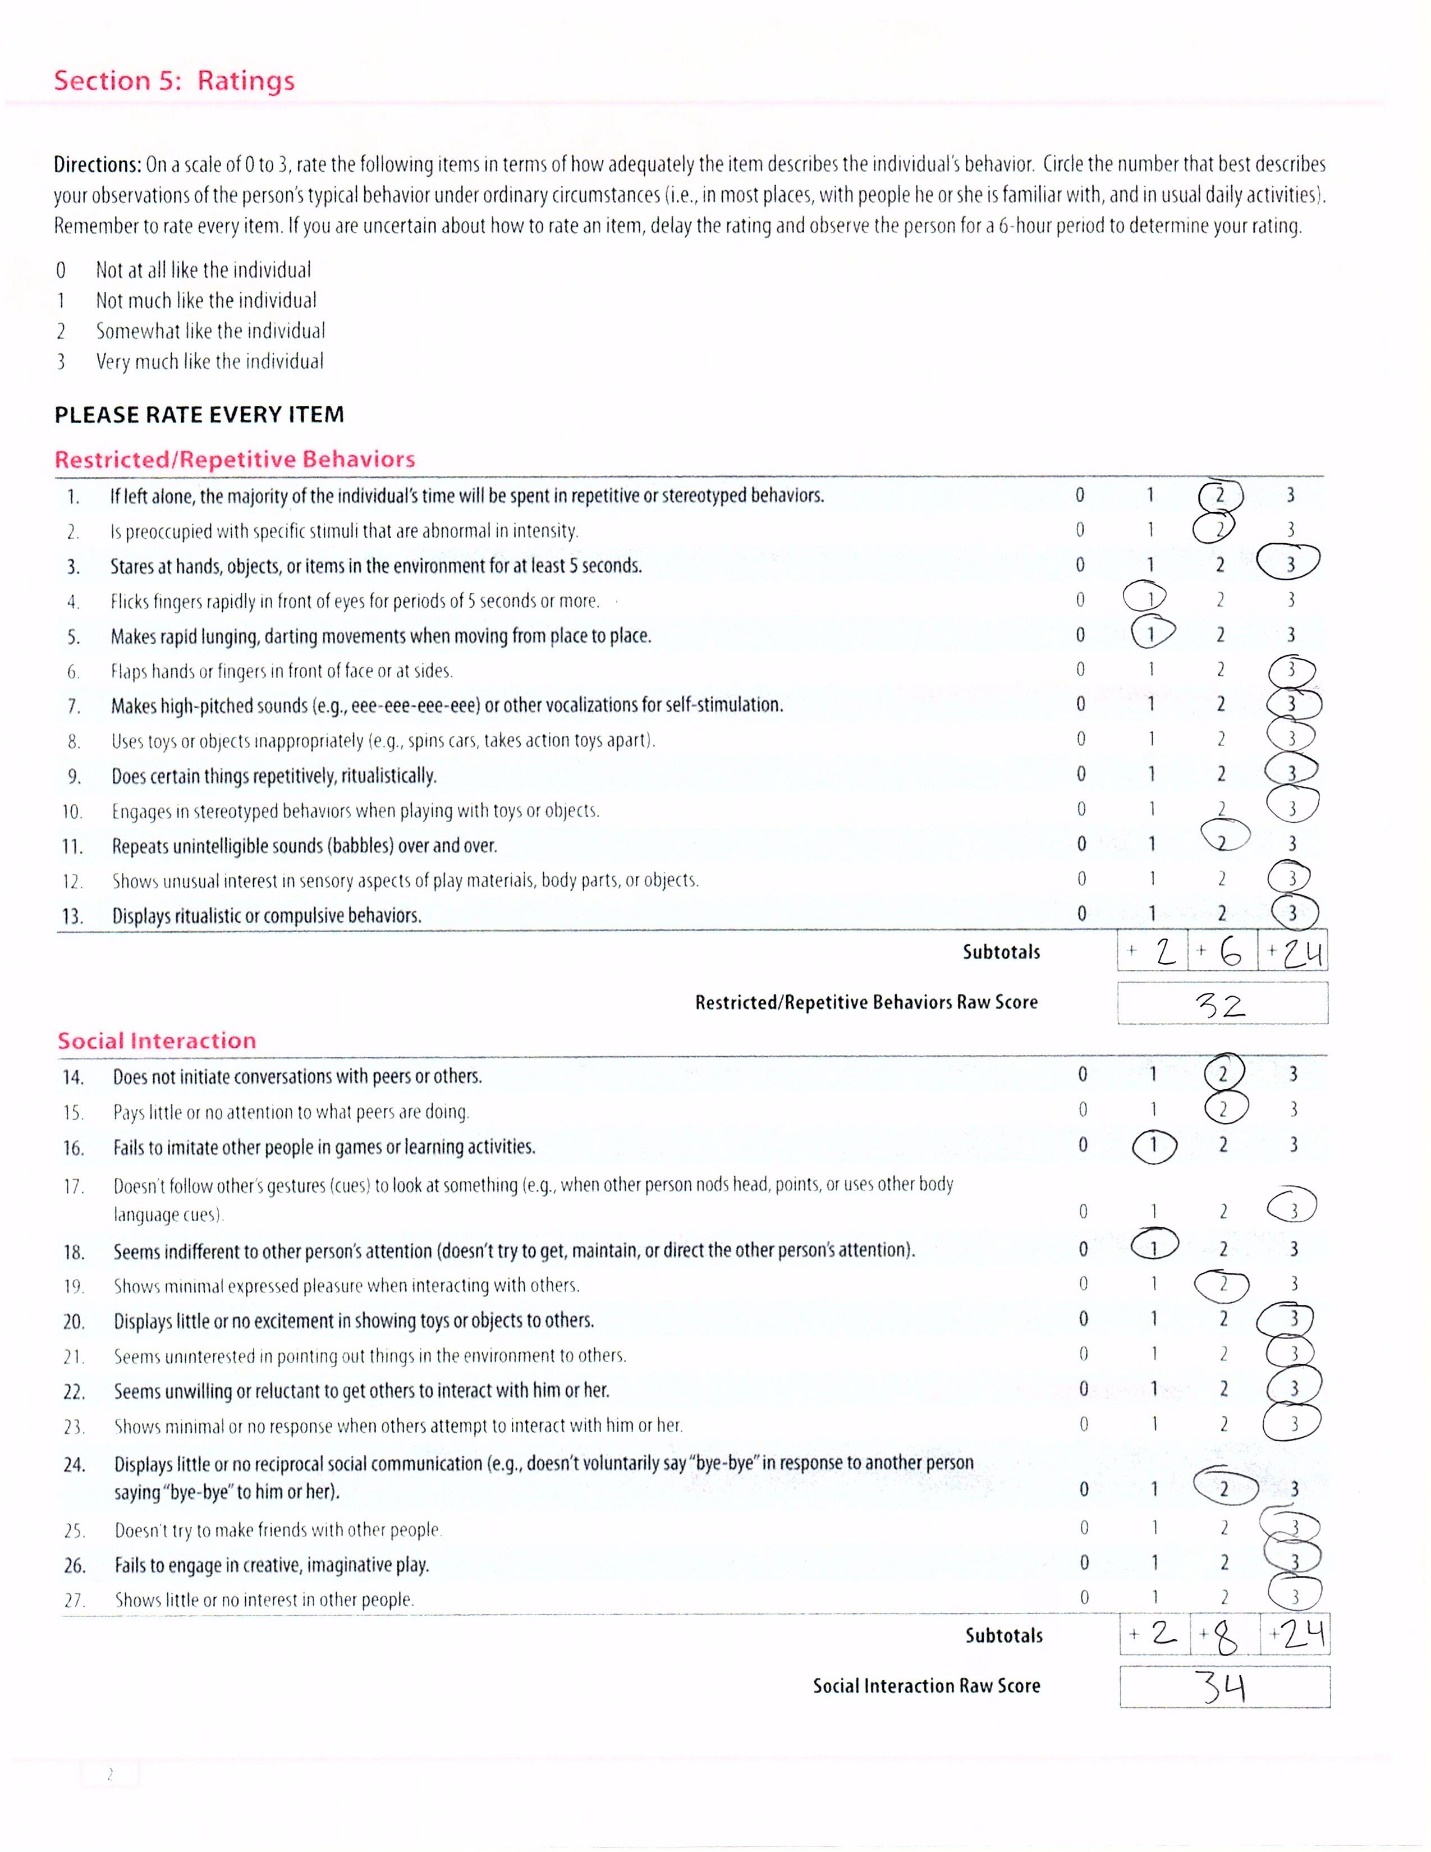 Section 5: Ratings
Directions: On a scale of 0 to 3, rate the following items in terms of how adequately the item describes the individual's behavior. Circle the number that best describes
your observations of the person's typical behavior under ordinary circumstances (i.e., in most places, with people he or she is familiar with, and in usual daily activities).
Remember to rate every item. If you are uncertain about how to rate an item, delay the rating and observe the person for a 6-hour period to determine your rating.
0 Not at all like the individual
1 Not much like the individual
2 Somewhat like the individual
3 Very much like the individual
PLEASE RATE EVERY ITEM
Restricted/Repetitive Behaviors
1. If left alone, the majority of the individual's time will be spent in repetitive or stereotyped behaviors. 0 1 2 3
2. Is preoccupied with specific stimuli that are abnormal in intensity. 0 1 2 3
3. Stares at hands, objects, or items in the environment for at least 5 seconds. 0 1 2 3
4. Flicks fingers rapidly in front of eyes for periods of 5 seconds or more. 0 1 2 3
5. Makes rapid lunging, darting movements when moving from place to place. 0 1 2 3
6. Flaps hands or fingers in front of face or at sides. 0 1 2 3
7. Makes high-pitched sounds (e.g., eee-eee-eee-eee) or other vocalizations for self-stimulation. 0 1 2 3
8. Uses toys or objects inappropriately (e.g., spins cars, takes action toys apart). 0 1 2 3
9. Does certain things repetitively, ritualistically. 0 1 2 3
10. Engages in stereotyped behaviors when playing with toys or objects. 0 1 2 3
11. Repeats unintelligible sounds (babbles) over and over. 0 1 2 3
12. Shows unusual interest in sensory aspects of play materials, body parts, or objects. 0 1 2 3
13. Displays ritualistic or compulsive behaviors. 0 1 2 3
Subtotals + 2 + 6 + 24
Restricted/Repetitive Behaviors Raw Score 32
Social Interaction
14. Does not initiate conversations with peers or others. 0 1 2 3
15. Pays little or no attention to what peers are doing. 0 1 2 3
16. Fails to imitate other people in games or learning activities. 0 1 2 3
17. Doesn't follow other's gestures (cues) to look at something (e.g., when other person nods head, points, or uses other body
language cues). 0 1 2 3
18. Seems indifferent to other person's attention (doesn't try to get, maintain, or direct the other person's attention). 0 1 2 3
19. Shows minimal expressed pleasure when interacting with others. 0 1 2 3
20. Displays little or no excitement in showing toys or objects to others. 0 1 2 3
21. Seems uninterested in pointing out things in the environment to others. 0 1 2 3
22. Seems unwilling or reluctant to get others to interact with him or her. 0 1 2 3
23. Shows minimal or no response when others attempt to interact with him or her. 0 1 2 3
24. Displays little or no reciprocal social communication (e.g., doesn't voluntarily say "bye-bye" in response to another person
saying "bye-bye" to him or her). 0 1 2 3
25. Doesn't try to make friends with other people. 0 1 2 3
26. Fails to engage in creative, imaginative play. 0 1 2 3
27. Shows little or no interest in other people. 0 1 2 3
Subtotals + 2 + 8 + 24
Social Interaction Raw Score 34
2